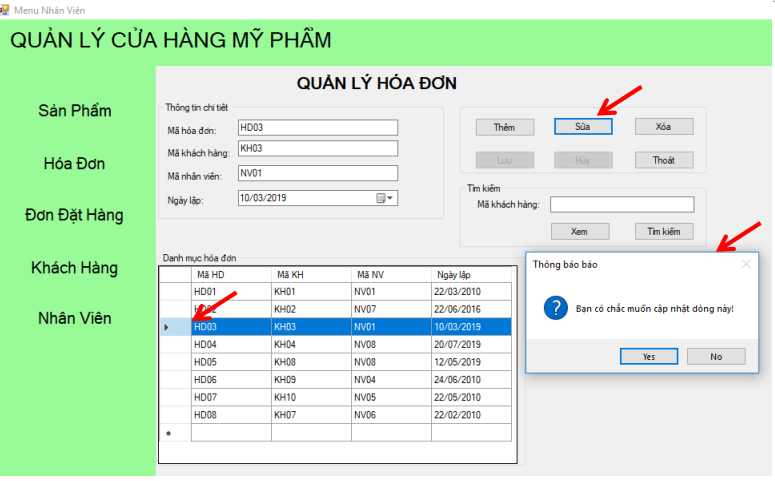 Menu Nhân Viên
QUẢN LÝ CỬA HÀNG MỸ PHẨM
Sản Phẩm
Hóa Đơn
Đơn Đặt Hàng
Khách Hàng
Nhân Viên
QUẢN LÝ HÓA ĐƠN
Thông tin chi tiết
Mã hóa đơn: HD03
Mã khách hàng: KH03
Mã nhân viên: NV01
Ngày lập: 10/03/2019
Thêm Sửa Xóa
Lưu Hủy Thoát
Tìm kiếm
Mã khách hàng:
Xem Tìm kiếm
Danh mục hóa đơn
Mã HD Mã KH Mã NV Ngày lập
HD01 KH01 NV01 22/03/2010
HD02 KH02 NV07 22/06/2016
HD03 KH03 NV01 10/03/2019
HD04 KH04 NV08 20/07/2019
HD05 KH08 NV08 12/05/2019
HD06 KH09 NV04 24/06/2010
HD07 KH10 NV05 22/05/2010
HD08 KH07 NV06 22/02/2010
Thông báo báo
Bạn có chắc muốn cập nhật dòng này!
Yes No